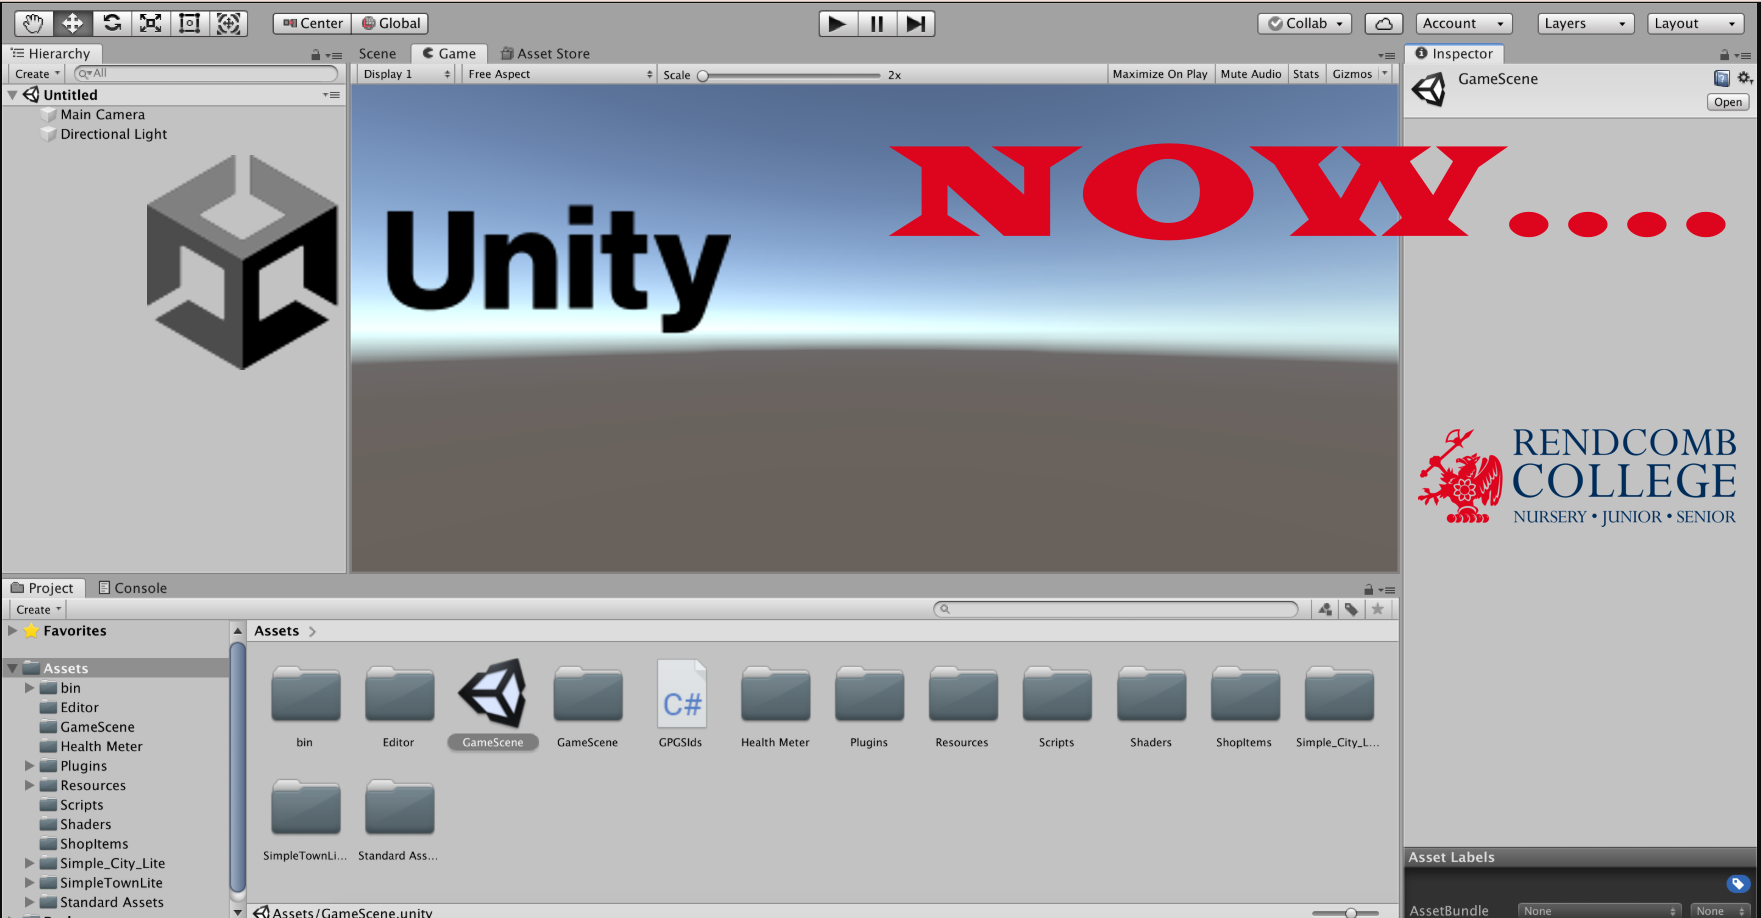 Center Global
Collab
Account
Layers
Layout
Hierarchy
Scene
Game
Asset Store
Inspector
Create
All
Display 1
Free Aspect
Scale
2x
Maximize On Play
Mute Audio
Stats
Gizmos
GameScene
Open
Untitled
Main Camera
Directional Light
Unity
NOW....
RENDCOMB
COLLEGE
NURSERY • JUNIOR • SENIOR
Project
Console
Create
Favorites
Assets
bin
Editor
GameScene
Health Meter
Plugins
Resources
Scripts
Shaders
ShopItems
Simple_City_Lite
SimpleTownLite
Standard Assets
Assets
C#
bin
Editor
GameScene
GameScene
GPGSIds
Health Meter
Plugins
Resources
Scripts
Shaders
ShopItems
Simple_City_L...
SimpleTownLi...
Standard Ass...
Assets/GameScene.unity
Asset Labels
AssetBundle
None
None